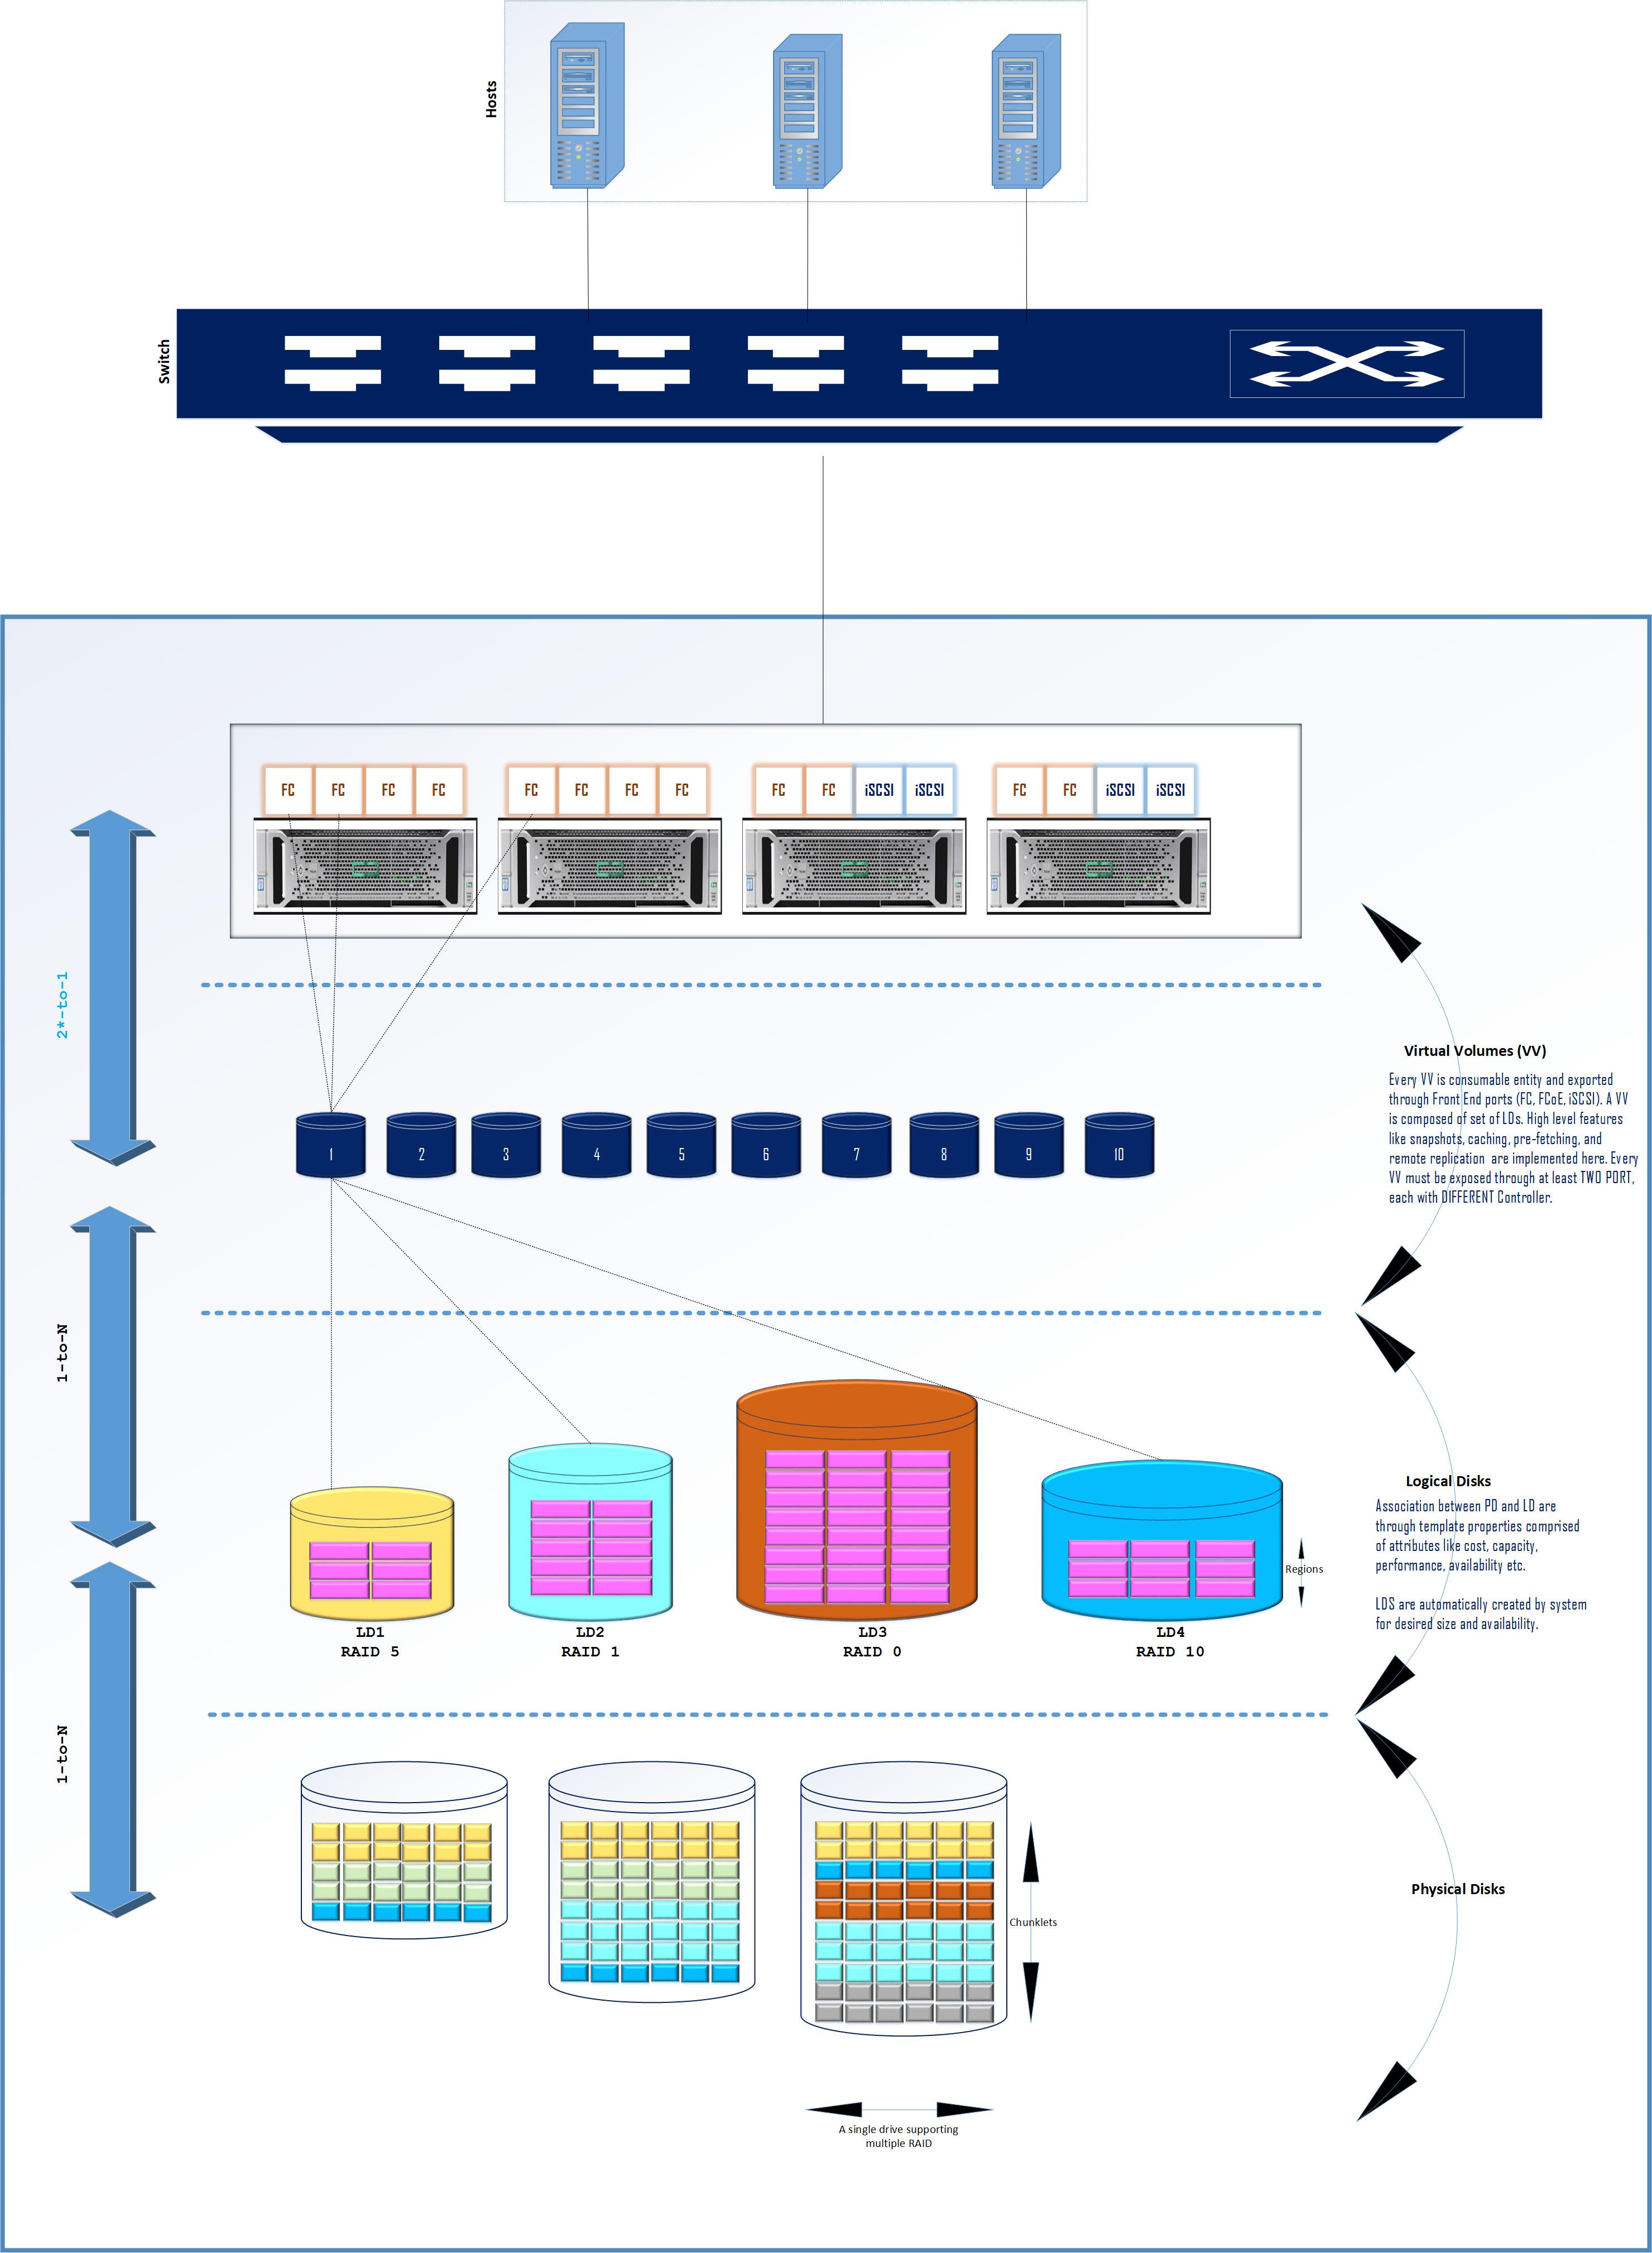 Hosts
Switch
FC FC FC FC
FC FC FC FC
FC FC iSCSI iSCSI
FC FC iSCSI iSCSI
2*-to-1
Virtual Volumes (VV)
Every VV is consumable entity and exported
through Front End ports (FC, FCoE, iSCSI). A VV
is composed of set of LDs. High level features
like snapshots, caching, pre-fetching, and
remote replication are implemented here. Every
VV must be exposed through at least TWO PORT,
each with DIFFERENT Controller.
1 2 3 4 5 6 7 8 9 10
1-to-N
Logical Disks
Association between PD and LD are
through template properties comprised
of attributes like cost, capacity,
performance, availability etc.
LDS are automatically created by system
for desired size and availability.
Regions
LD1
RAID 5
LD2
RAID 1
LD3
RAID 0
LD4
RAID 10
1-to-N
Physical Disks
Chunklets
A single drive supporting
multiple RAID